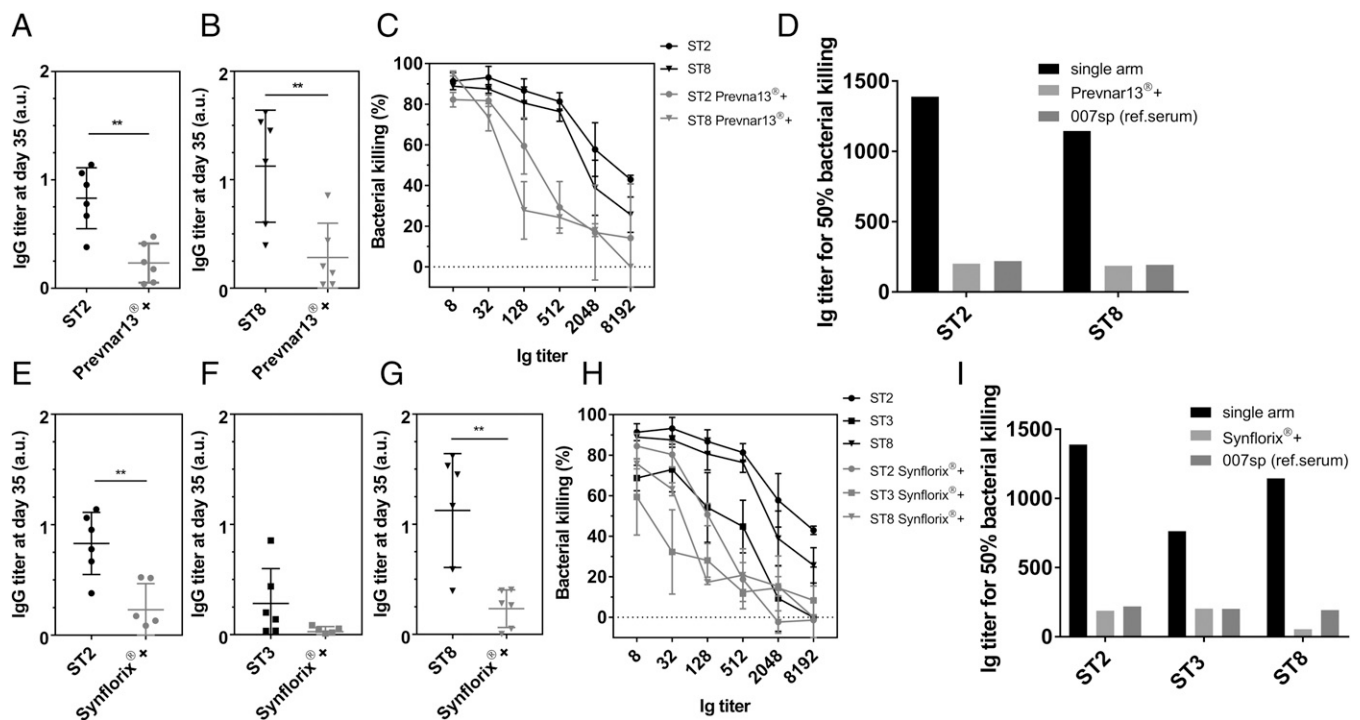 A
IgG titer at day 35 (a.u.)
2
1
0
**
ST2
Prevnar13®+
B
IgG titer at day 35 (a.u.)
2
1
0
**
ST8
Prevnar13®+
C
Bacterial killing (%)
100
80
60
40
20
0
8
32
128
512
2048
8192
Ig titer
ST2
ST8
ST2 Prevna13®+
ST8 Prevnar13®+
D
Ig titer for 50% bacterial killing
1500
1000
500
0
ST2
ST8
single arm
Prevnar13®+
007sp (ref.serum)
E
IgG titer at day 35 (a.u.)
2
1
0
**
ST2
Synflorix®+
F
IgG titer at day 35 (a.u.)
2
1
0
ST3
Synflorix®+
G
IgG titer at day 35 (a.u.)
2
1
0
**
ST8
Synflorix®+
H
Bacterial killing (%)
100
80
60
40
20
0
8
32
128
512
2048
8192
Ig titer
ST2
ST3
ST8
ST2 Synflorix®+
ST3 Synflorix®+
ST8 Synflorix®+
I
Ig titer for 50% bacterial killing
1500
1000
500
0
ST2
ST3
ST8
single arm
Synflorix®+
007sp (ref.serum)